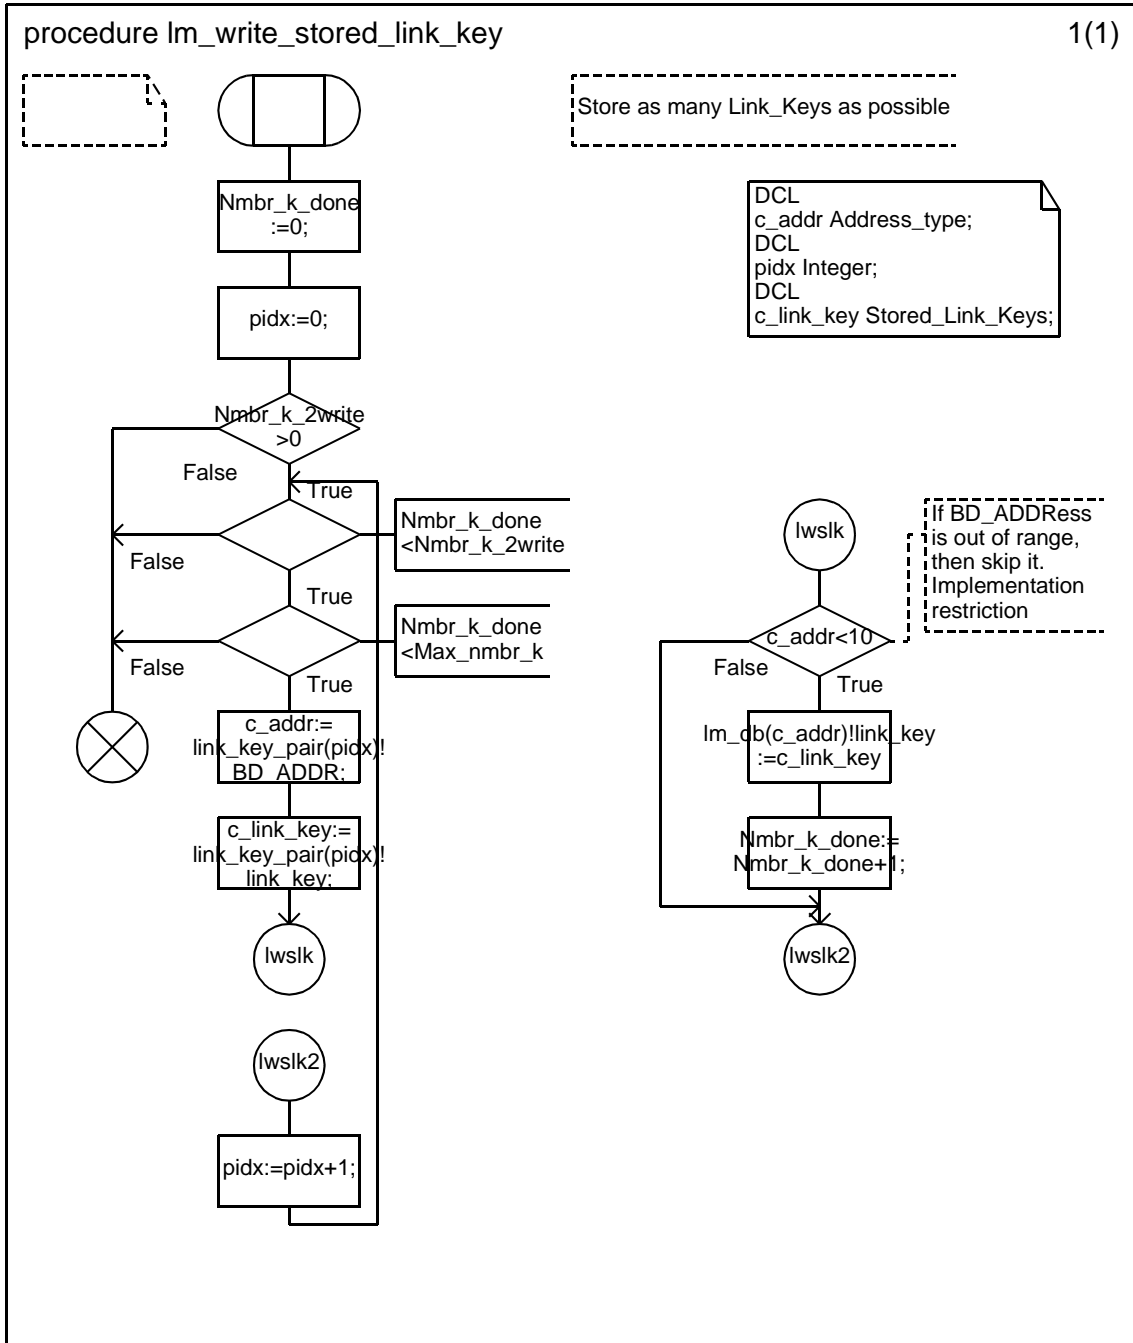 procedure lm_write_stored_link_key
1(1)
Store as many Link_Keys as possible
Nmbr_k_done
:=0;
DCL
c_addr Address_type;
DCL
pidx Integer;
DCL
c_link_key Stored_Link_Keys;
pidx:=0;
Nmbr_k_2write
>0
False
True
Nmbr_k_done
<Nmbr_k_2write
False
True
Nmbr_k_done
<Max_nmbr_k
False
True
c_addr:=
link_key_pair(pidx)!
BD_ADDR;
c_link_key:=
link_key_pair(pidx)!
link_key;
lwslk
lwslk2
pidx:=pidx+1;
lwslk
If BD_ADDRess
is out of range,
then skip it.
Implementation
restriction
c_addr<10
False
True
lm_db(c_addr)!link_key
:=c_link_key
Nmbr_k_done:=
Nmbr_k_done+1;
lwslk2